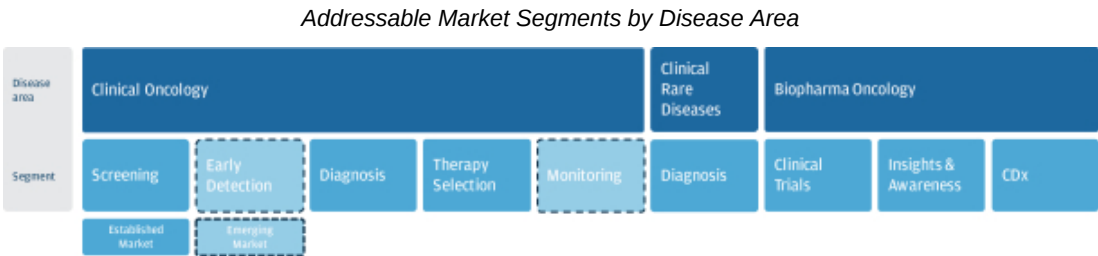 Addressable Market Segments by Disease Area
Disease
area
Clinical Oncology
Clinical
Rare
Diseases
Biopharma Oncology
Segment
Screening
Early
Detection
Diagnosis
Therapy
Selection
Monitoring
Diagnosis
Clinical
Trials
Insights &
Awareness
CDx
Established
Market
Emerging
Market